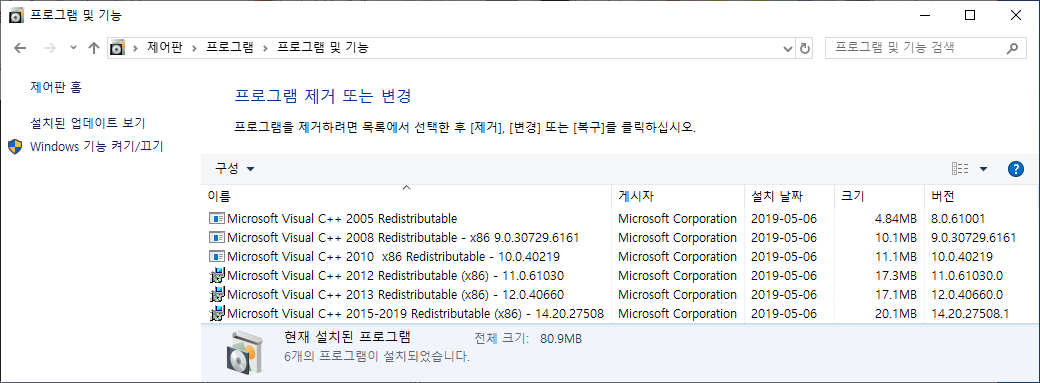 프로그램 및 기능
제어판 프로그램 프로그램 및 기능 프로그램 및 기능 검색
제어판 홈
설치된 업데이트 보기
Windows 기능 켜기/끄기
프로그램 제거 또는 변경
프로그램을 제거하려면 목록에서 선택한 후 [제거], [변경] 또는 [복구]를 클릭하십시오.
구성
이름 게시자 설치 날짜 크기 버전
Microsoft Visual C++ 2005 Redistributable Microsoft Corporation 2019-05-06 4.84MB 8.0.61001
Microsoft Visual C++ 2008 Redistributable - x86 9.0.30729.6161 Microsoft Corporation 2019-05-06 10.1MB 9.0.30729.6161
Microsoft Visual C++ 2010  x86 Redistributable - 10.0.40219 Microsoft Corporation 2019-05-06 11.1MB 10.0.40219
Microsoft Visual C++ 2012 Redistributable (x86) - 11.0.61030 Microsoft Corporation 2019-05-06 17.3MB 11.0.61030.0
Microsoft Visual C++ 2013 Redistributable (x86) - 12.0.40660 Microsoft Corporation 2019-05-06 17.1MB 12.0.40660.0
Microsoft Visual C++ 2015-2019 Redistributable (x86) - 14.20.27508 Microsoft Corporation 2019-05-06 20.1MB 14.20.27508.1
현재 설치된 프로그램 전체 크기: 80.9MB
6개의 프로그램이 설치되었습니다.